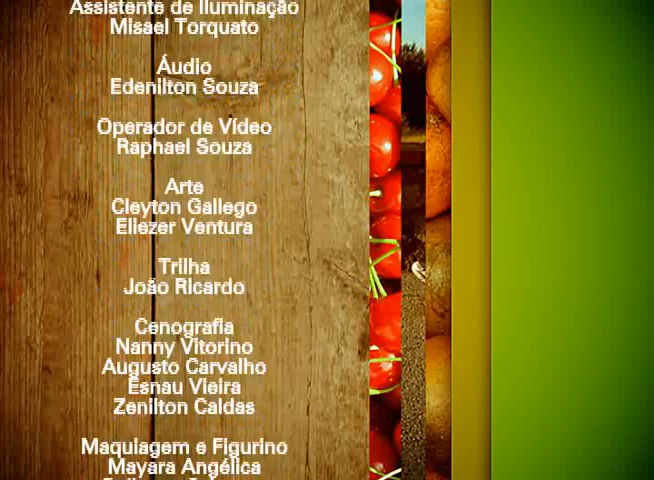 Assistente de Iluminação
Misael Torquato
Áudio
Edenilton Souza
Operador de Vídeo
Raphael Souza
Arte
Cleyton Gallego
Eliezer Ventura
Trilha
João Ricardo
Cenografia
Nanny Vitorino
Augusto Carvalho
Esnau Vieira
Zenilton Caldas
Maquiagem e Figurino
Mayara Angélica